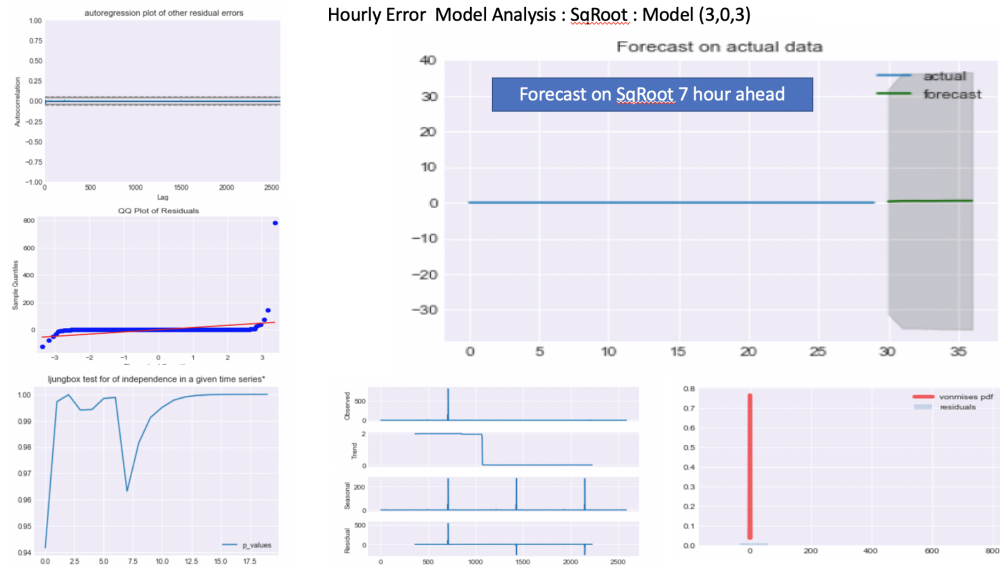 Hourly Error  Model Analysis : SqRoot : Model (3,0,3)
autoregression plot of other residual errors
1.00
0.75
0.50
0.25
0.00
−0.25
−0.50
−0.75
−1.00
Autocorrelation
0 500 1000 1500 2000 2500
Lag
Forecast on actual data
Forecast on SqRoot 7 hour ahead
actual
forecast
40
30
20
10
0
−10
−20
−30
0 5 10 15 20 25 30 35
QQ Plot of Residuals
800
600
400
200
0
Sample Quantiles
−3 −2 −1 0 1 2 3
ljungbox test for of independence in a given time series*
1.00
0.99
0.98
0.97
0.96
0.95
0.94
p_values
0.0 2.5 5.0 7.5 10.0 12.5 15.0 17.5
Observed
500
0
Trend
2
0
Seasonal
200
0
Residual
500
0
0 500 1000 1500 2000 2500
vonmises pdf
residuals
0.8
0.7
0.6
0.5
0.4
0.3
0.2
0.1
0.0
0 200 400 600 800